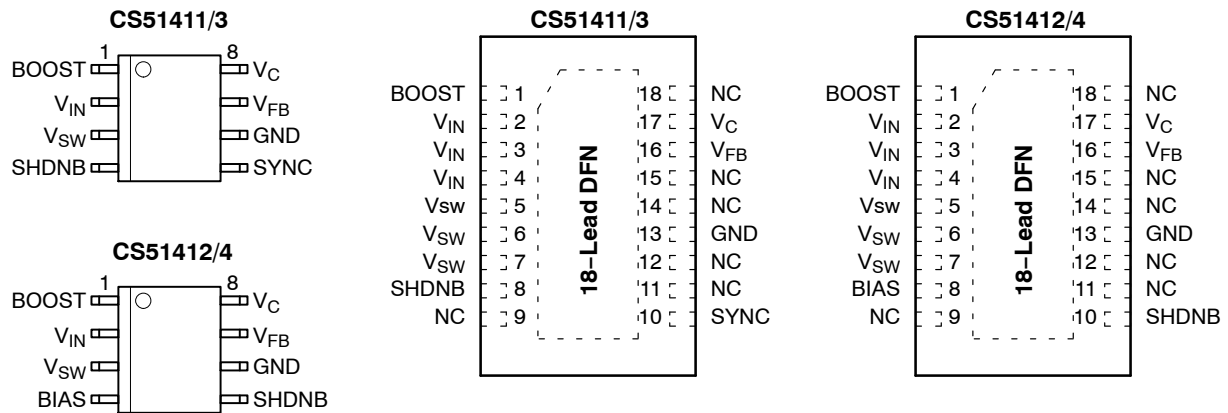 CS51411/3
1 8
BOOST VC
VIN VFB
VSW GND
SHDNB SYNC
CS51412/4
1 8
BOOST VC
VIN VFB
VSW GND
BIAS SHDNB
CS51411/3
BOOST 1 18 NC
VIN 2 17 VC
VIN 3 16 VFB
VIN 4 15 NC
Vsw 5 14 NC
VSW 6 13 GND
VSW 7 12 NC
SHDNB 8 11 NC
NC 9 10 SYNC
18–Lead DFN
CS51412/4
BOOST 1 18 NC
VIN 2 17 VC
VIN 3 16 VFB
VIN 4 15 NC
Vsw 5 14 NC
VSW 6 13 GND
VSW 7 12 NC
BIAS 8 11 NC
NC 9 10 SHDNB
18–Lead DFN